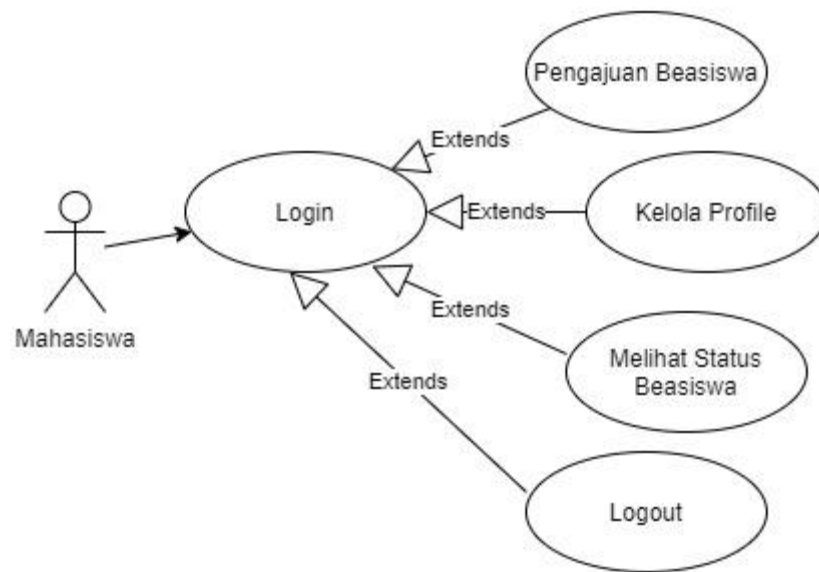 Pengajuan Beasiswa
Extends
Login
Extends
Kelola Profile
Mahasiswa
Extends
Melihat Status
Beasiswa
Extends
Logout